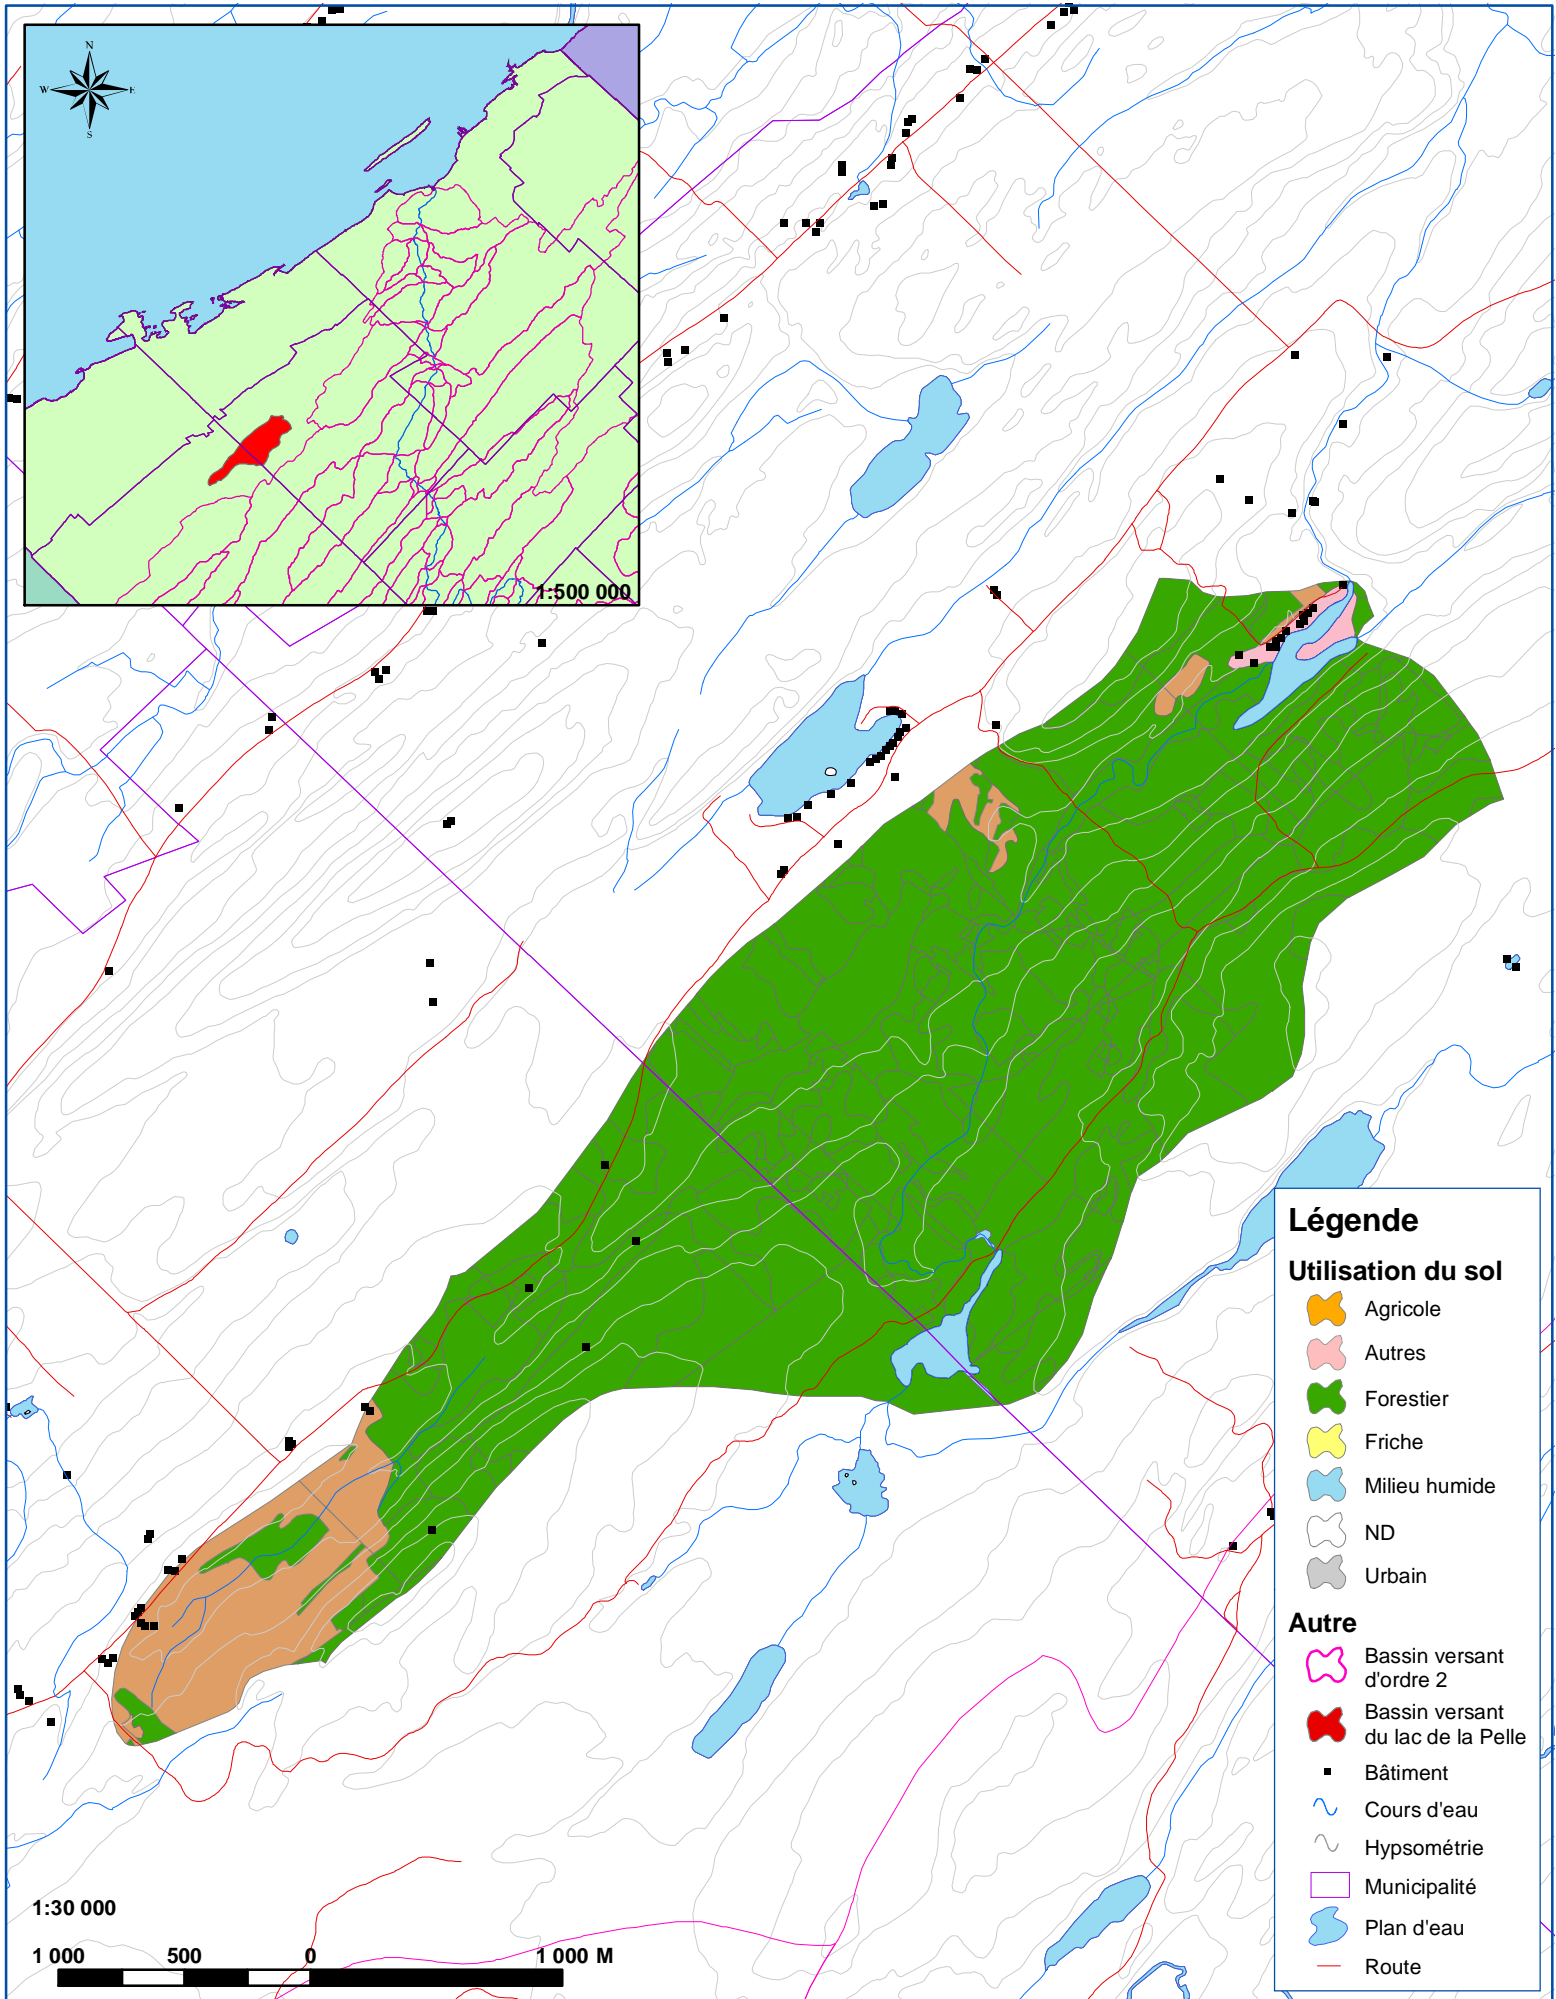 N
W
E
S
1:500 000
Légende
Utilisation du sol
Agricole
Autres
Forestier
Friche
Milieu humide
ND
Urbain
Autre
Bassin versant
d'ordre 2
Bassin versant
du lac de la Pelle
Bâtiment
Cours d'eau
Hypsométrie
Municipalité
Plan d'eau
Route
1:30 000
1 000 500 0 1 000 M